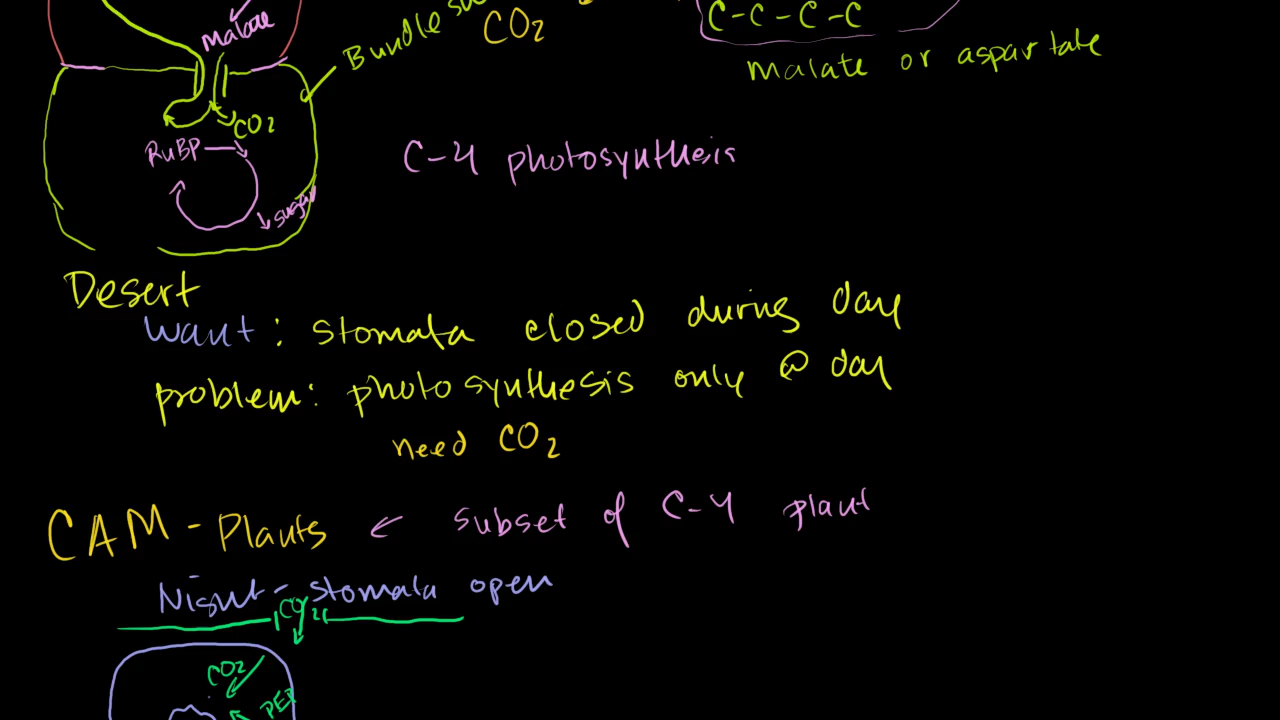 Malate
Bundle
CO2
C-C-C-C
Malate or aspartate
CO2
RuBP
sugar
C-4 photosynthesis
Desert
want: stomata closed during day
problem: photosynthesis only @ day
need CO2
CAM-Plants ← subset of C-4 plant
Night-stomata open
CO2
CO2
PEP